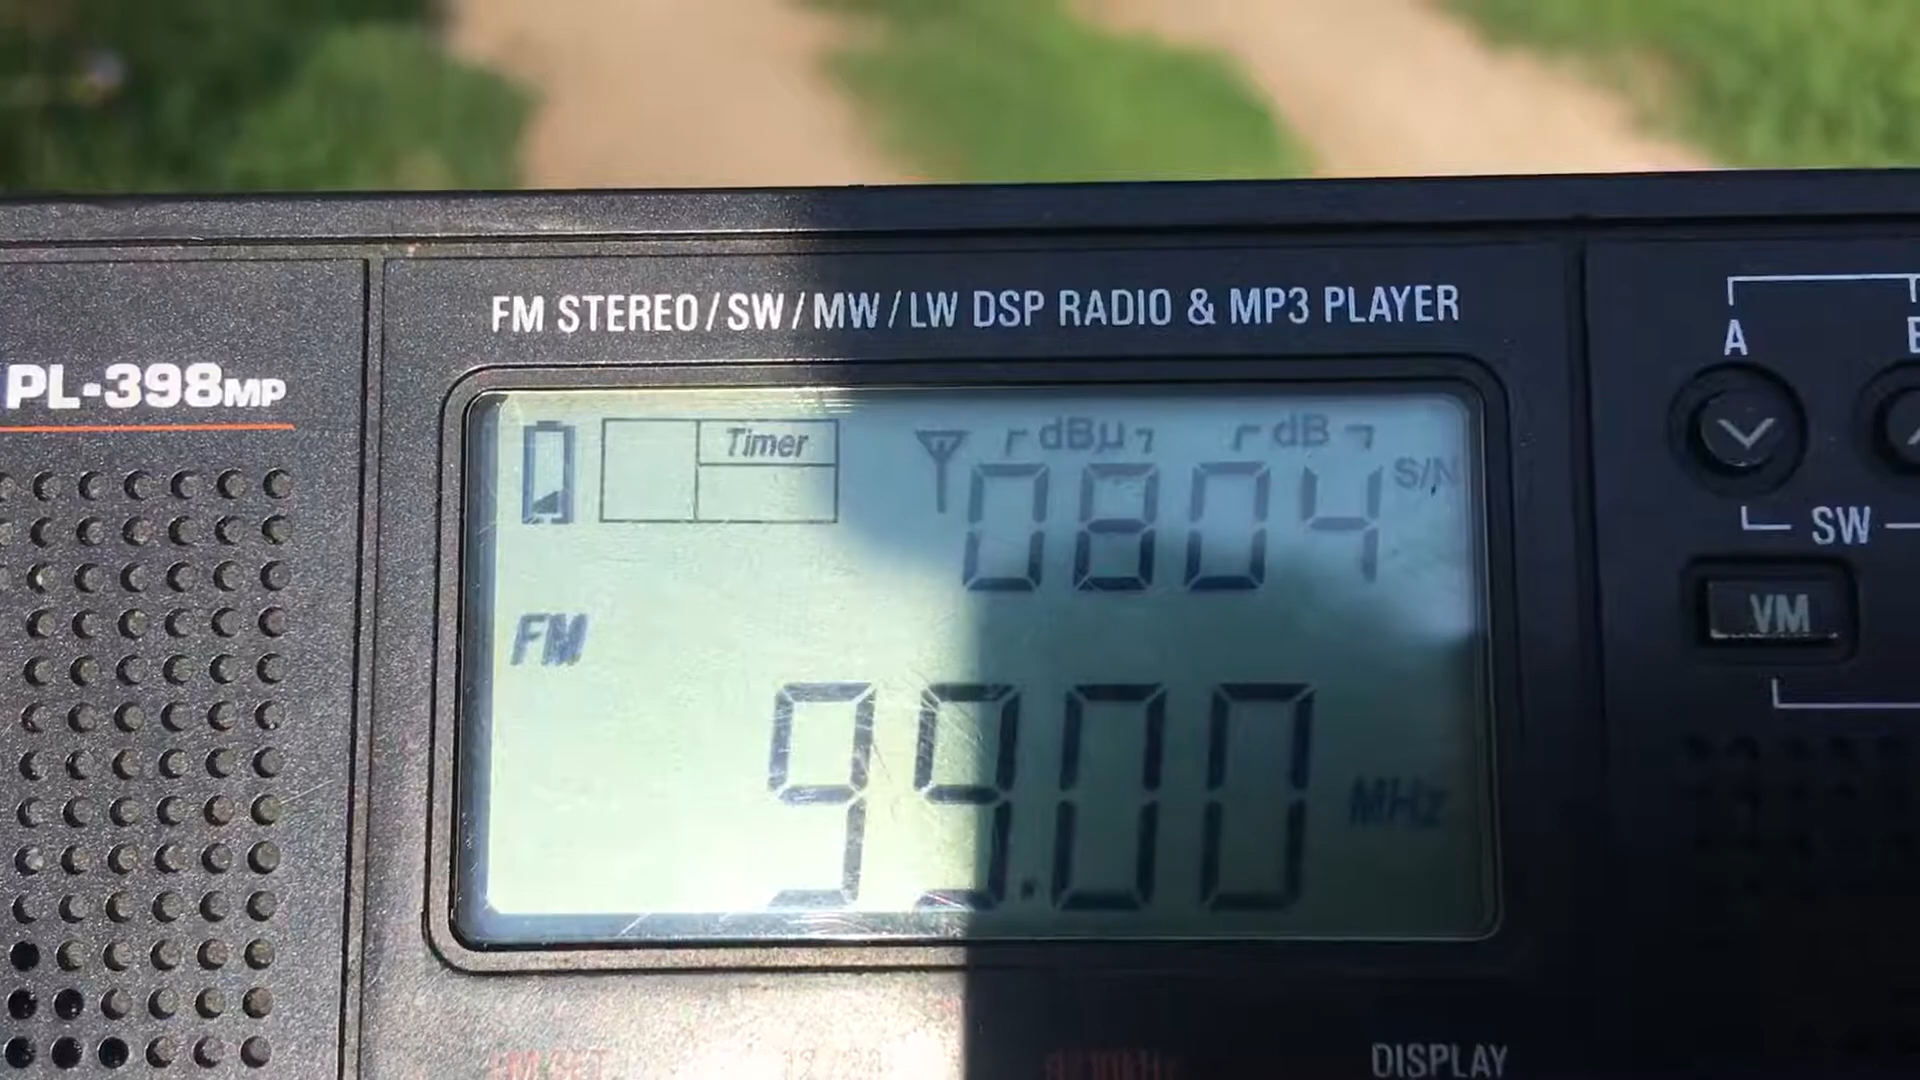 FM STEREO/SW/MW/LW DSP RADIO & MP3 PLAYER
PL-398MP
A
Timer
dBµ
dB
0804
S/N
SW
FM
VM
99.00
MHz
DISPLAY